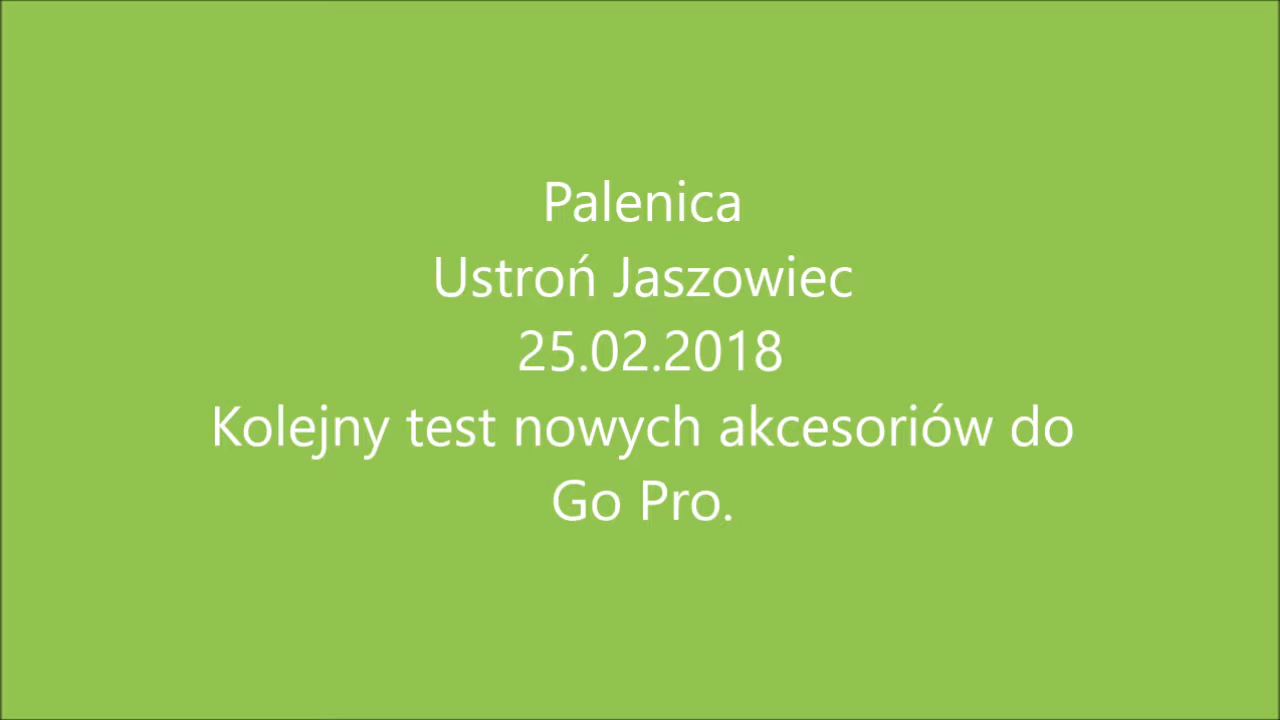 Palenica
Ustroń Jaszowiec
25.02.2018
Kolejny test nowych akcesoriów do
Go Pro.